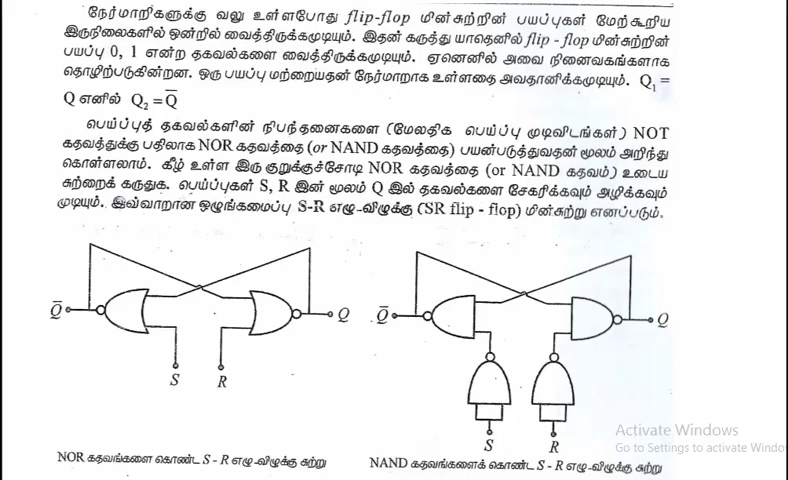 நேர்மாறிகளுக்கு வலு உள்ளபோது flip-flop மின்சுற்றின் பயப்புகள் மேற்கூறிய
இருநிலைகளில் ஒன்றில் வைத்திருக்கமுடியும். இதன் கருத்து யாதெனில் flip - flop மின்சுற்றின்
பயப்பு 0, 1 என்ற தகவல்களை வைத்திருக்கமுடியும். ஏனெனில் அவை நினைவகங்களாக
தொழிற்படுகின்றன. ஒரு பயப்பு மற்றையதன் நேர்மாறாக உள்ளதை அவதானிக்கமுடியும். Q₁ =
Q எனில் Q₂ = Q̅
பெய்ப்புத் தகவல்களின் நிபந்தனைகளை (மேலதிக பெய்ப்பு முடிவிடங்கள்) NOT
கதவத்துக்கு பதிலாக NOR கதவத்தை (or NAND கதவத்தை) பயன்படுத்துவதன் மூலம் அறிந்து
கொள்ளலாம். கீழ் உள்ள இரு குறுக்குச்சோடி NOR கதவத்தை (or NAND கதவம்) உடைய
சுற்றைக் கருதுக. பெய்ப்புகள் S, R இன் மூலம் Q இல் தகவல்களை சேகரிக்கவும் அழிக்கவும்
முடியும். இவ்வாறான ஒழுங்கமைப்பு S-R எழு-விழுக்கு (SR flip - flop) மின்சுற்று எனப்படும்.
Q̅ Q Q̅ Q
S R
S R
NOR கதவங்களை கொண்ட S - R எழு-விழுக்கு சுற்று
NAND கதவங்களைக் கொண்ட S - R எழு-விழுக்கு சுற்று
Activate Windows
Go to Settings to activate Windo